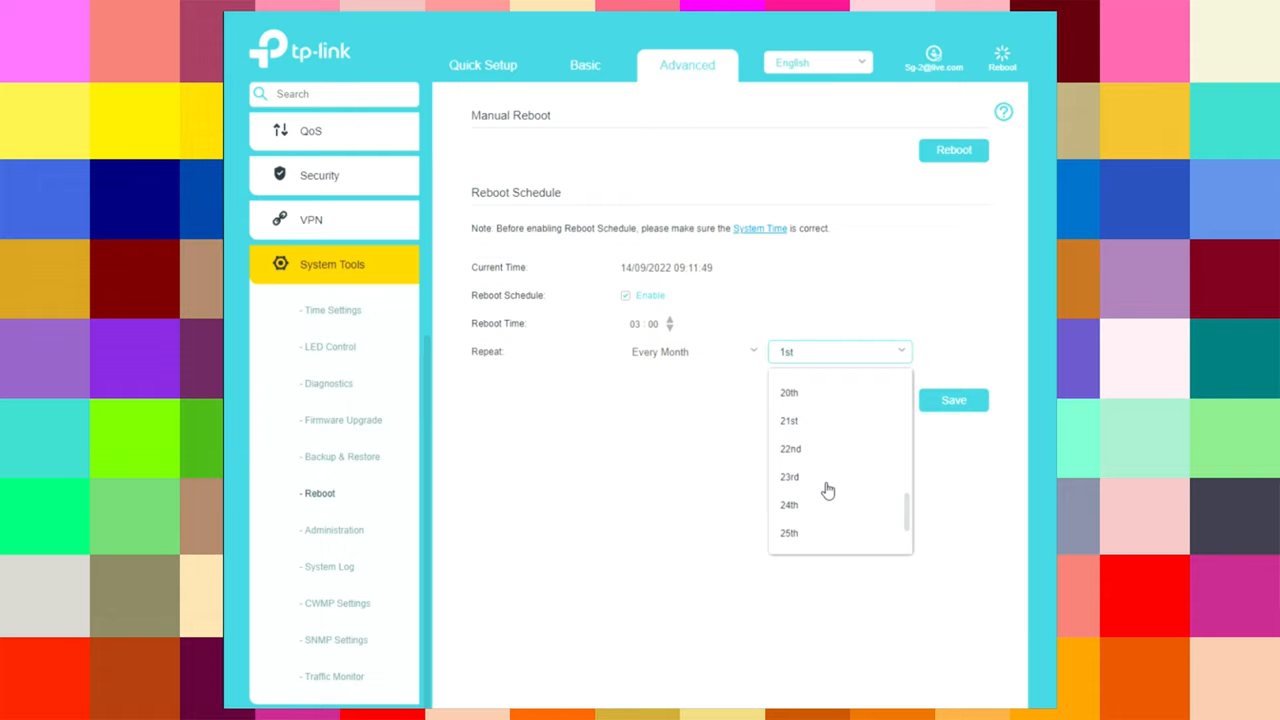 tp-link
Quick Setup
Basic
Advanced
English
Sg-2@live.com
Reboot
Search
QoS
Security
VPN
System Tools
- Time Settings
- LED Control
- Diagnostics
- Firmware Upgrade
- Backup & Restore
- Reboot
- Administration
- System Log
- CWMP Settings
- SNMP Settings
- Traffic Monitor
Manual Reboot
Reboot
Reboot Schedule
Note: Before enabling Reboot Schedule, please make sure the System Time is correct.
Current Time: 14/09/2022 09:11:49
Reboot Schedule: Enable
Reboot Time: 03 : 00
Repeat: Every Month 1st
20th
21st
22nd
23rd
24th
25th
Save